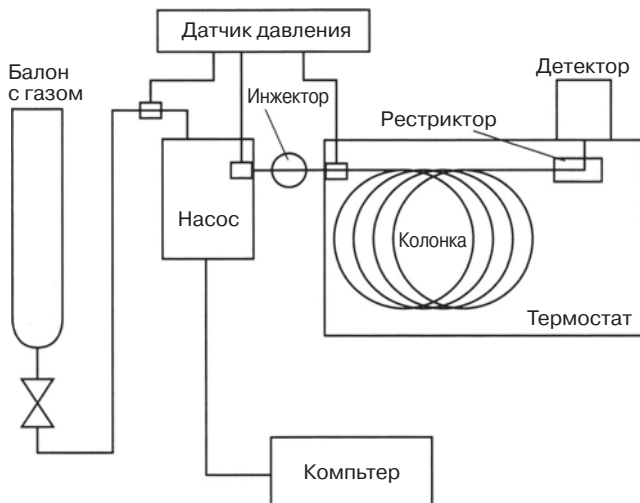 Датчик давления
Балон
с газом
Инжектор
Детектор
Рестриктор
Насос
Колонка
Термостат
Компьтер